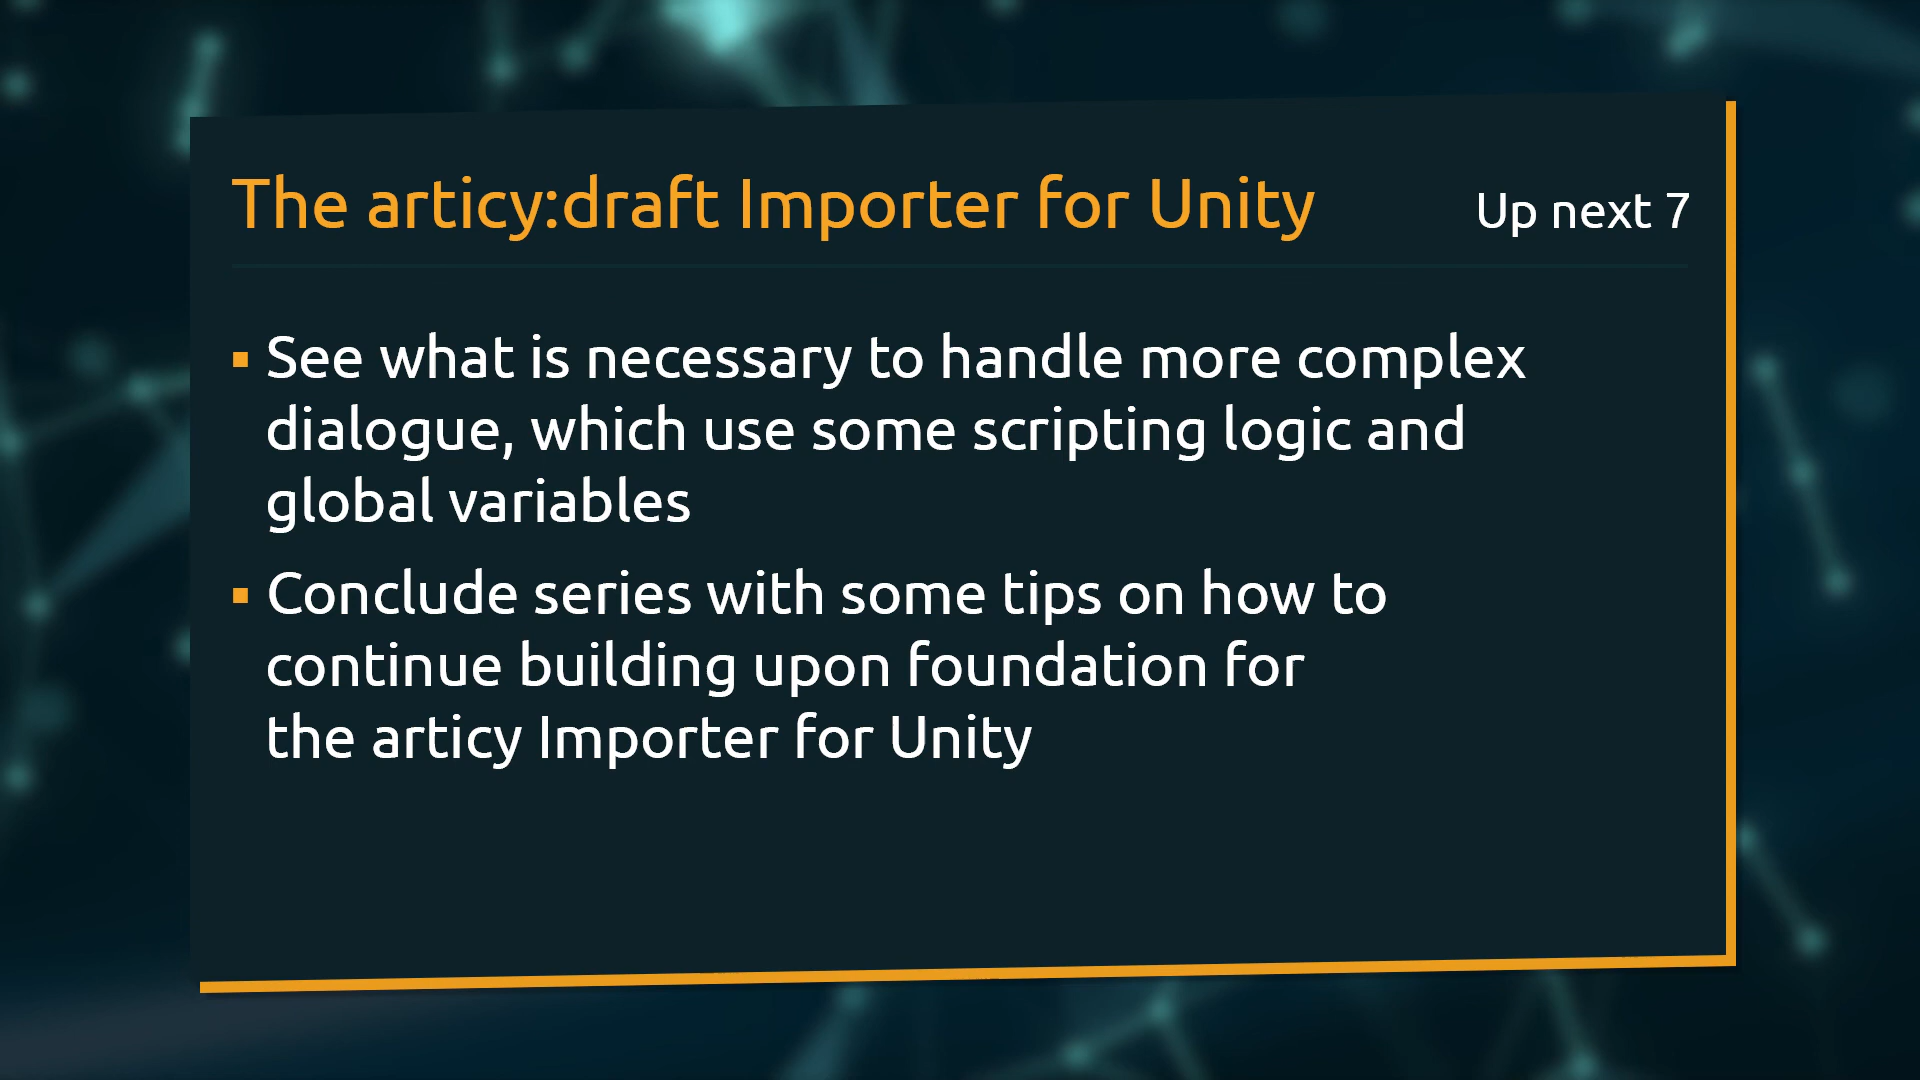 The articy:draft Importer for Unity
Up next 7
▪ See what is necessary to handle more complex
dialogue, which use some scripting logic and
global variables
▪ Conclude series with some tips on how to
continue building upon foundation for
the articy Importer for Unity